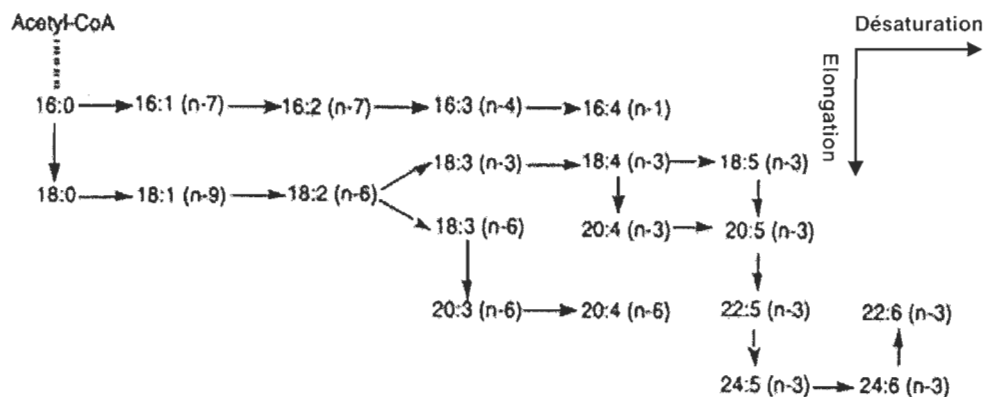 Acetyl-CoA
Désaturation
Elongation
16:0 16:1 (n-7) 16:2 (n-7) 16:3 (n-4) 16:4 (n-1)
18:3 (n-3) 18:4 (n-3) 18:5 (n-3)
18:0 18:1 (n-9) 18:2 (n-6)
18:3 (n-6) 20:4 (n-3) 20:5 (n-3)
20:3 (n-6) 20:4 (n-6) 22:5 (n-3) 22:6 (n-3)
24:5 (n-3) 24:6 (n-3)